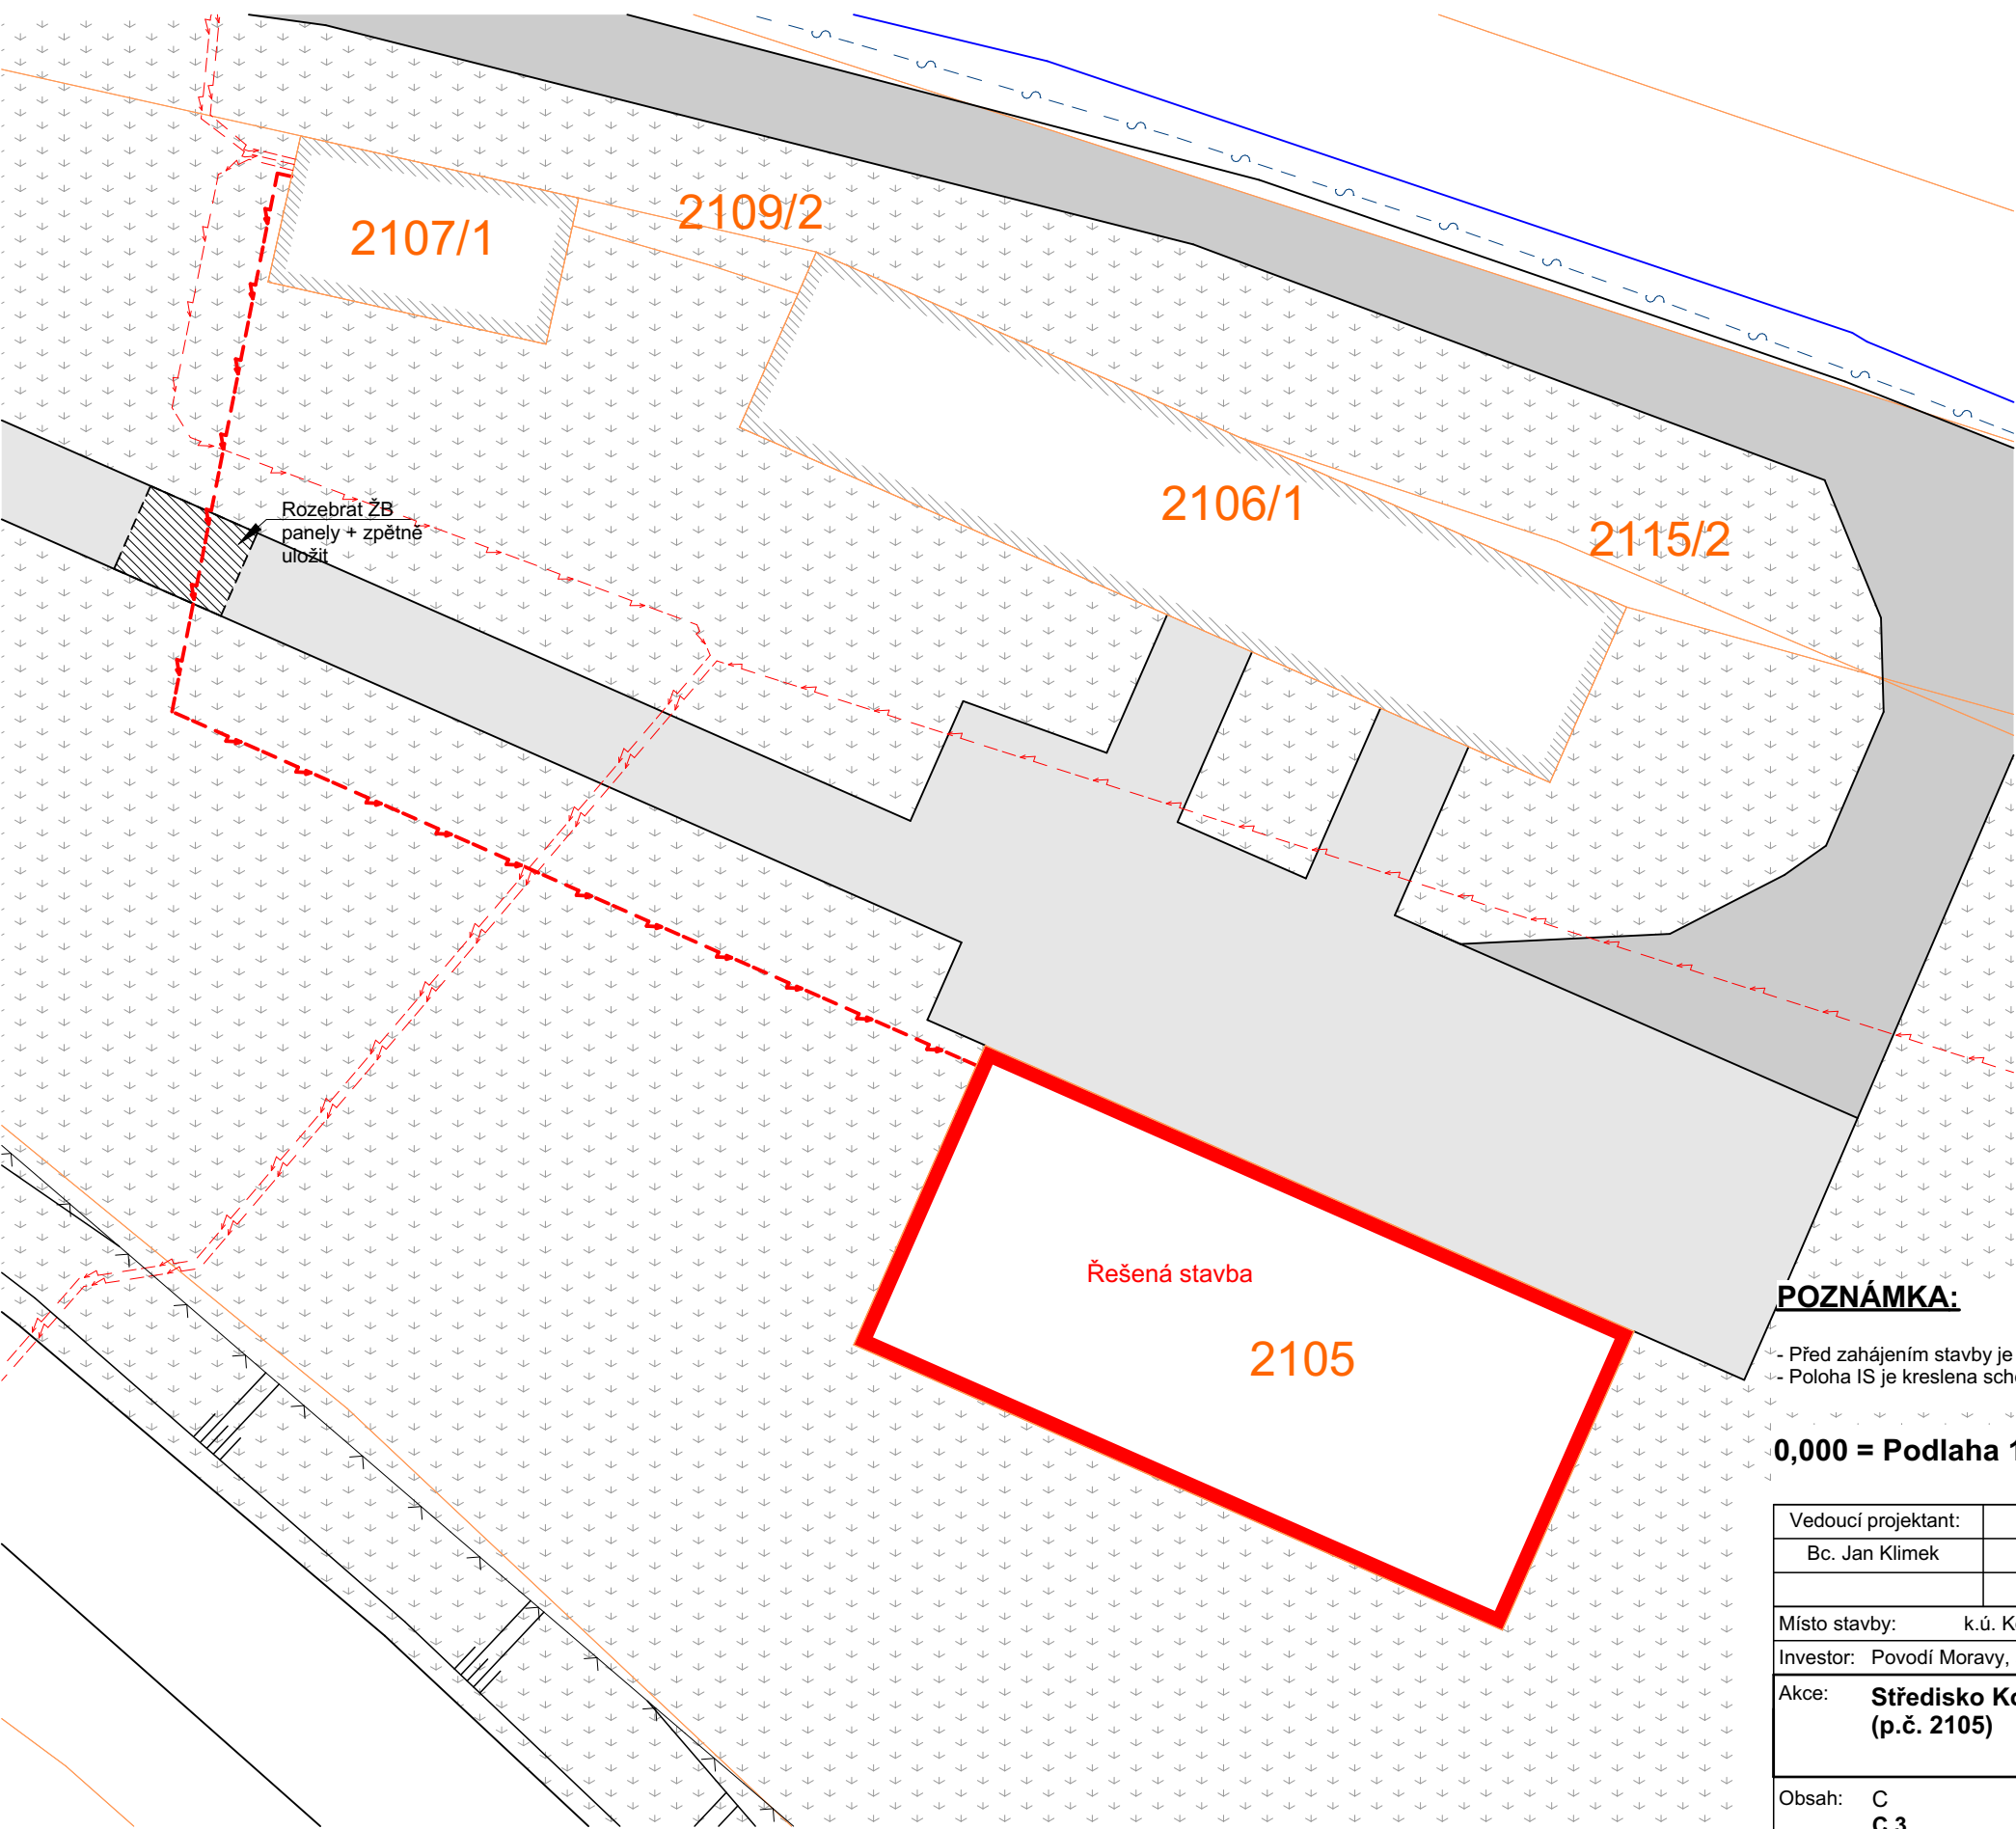 2107/1
2109/2
2106/1
2115/2
Rozebrat ŽB
panely + zpětně
uložit
Řešená stavba
2105
POZNÁMKA:
- Před zahájením stavby je
- Poloha IS je kreslena
0,000 = Podlaha
Vedoucí projektant:
Bc. Jan Klimek
Místo stavby: k.ú.
Investor: Povodí Moravy,
Akce: Středisko
(p.č. 2105)
Obsah: C
C.3